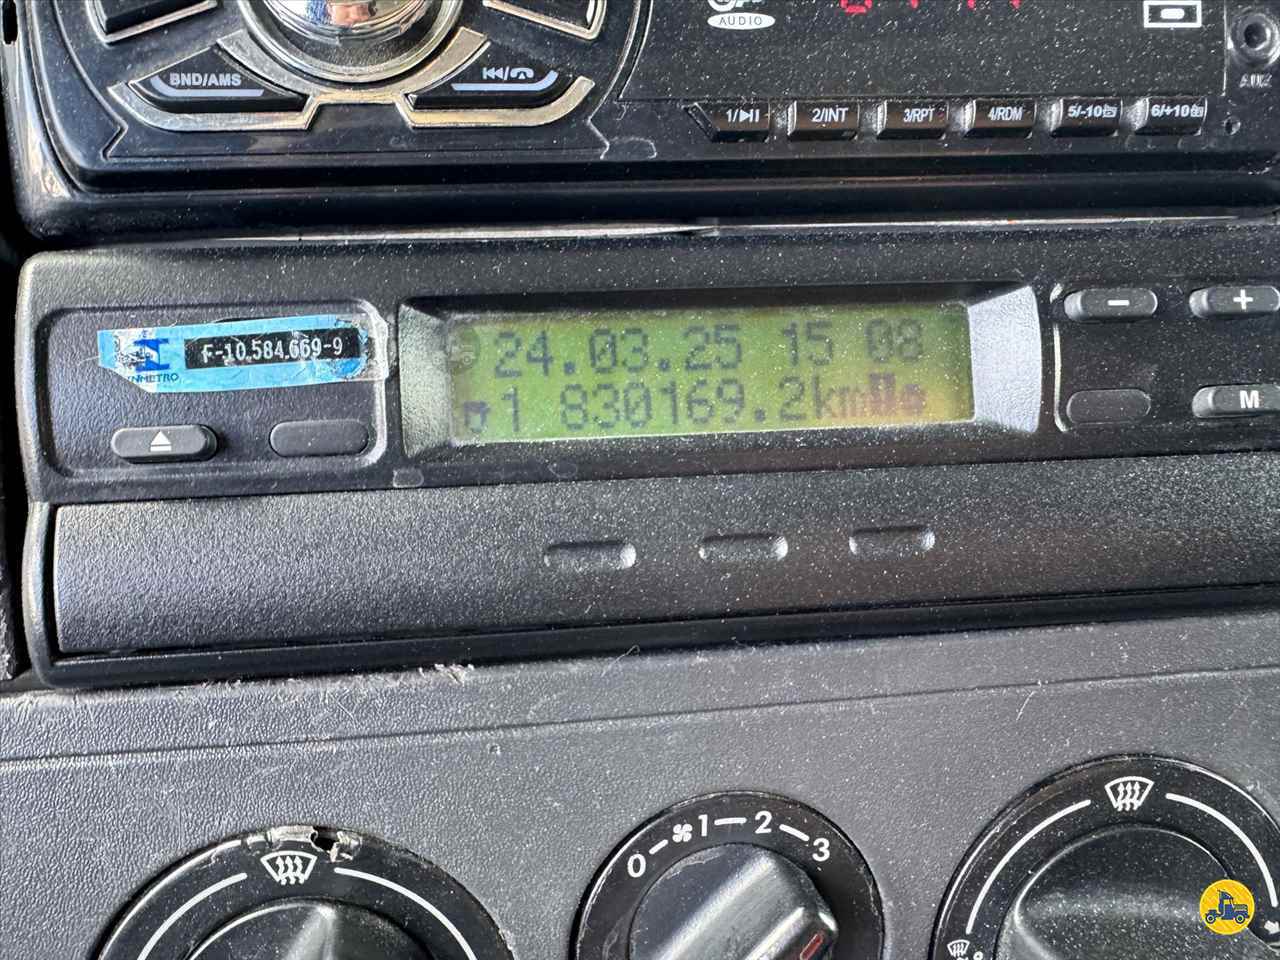 AUDIO
BND/AMS
1/▶II
2/INT
3/RPT
4/RDM
5/-10
6/+10
AUX
INMETRO
F-10.584.669-9
24.03.25 15 08
1 830169.2km
- +
M
0 1 2 3